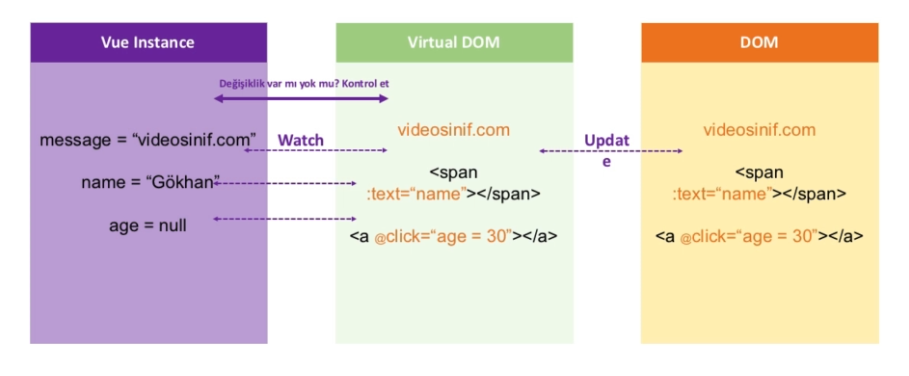 Vue Instance
Virtual DOM
DOM
Değişiklik var mı yok mu? Kontrol et
message = “videosinif.com”
name = “Gökhan”
age = null
Watch
videosinif.com
<span
:text=“name”></span>
<a @click=“age = 30”></a>
Updat
e
videosinif.com
<span
:text=“name”></span>
<a @click=“age = 30”></a>